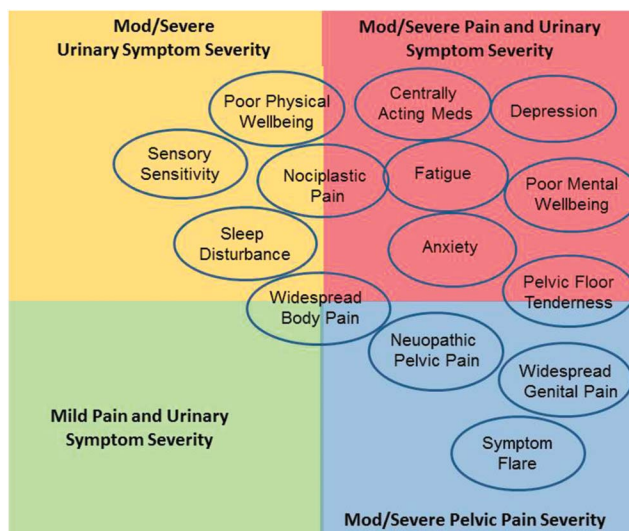 Mod/Severe
Urinary Symptom Severity
Mod/Severe Pain and Urinary
Symptom Severity
Poor Physical
Wellbeing
Centrally
Acting Meds
Depression
Sensory
Sensitivity
Nociplastic
Pain
Fatigue
Poor Mental
Wellbeing
Sleep
Disturbance
Anxiety
Pelvic Floor
Tenderness
Widespread
Body Pain
Neuopathic
Pelvic Pain
Widespread
Genital Pain
Mild Pain and Urinary
Symptom Severity
Symptom
Flare
Mod/Severe Pelvic Pain Severity